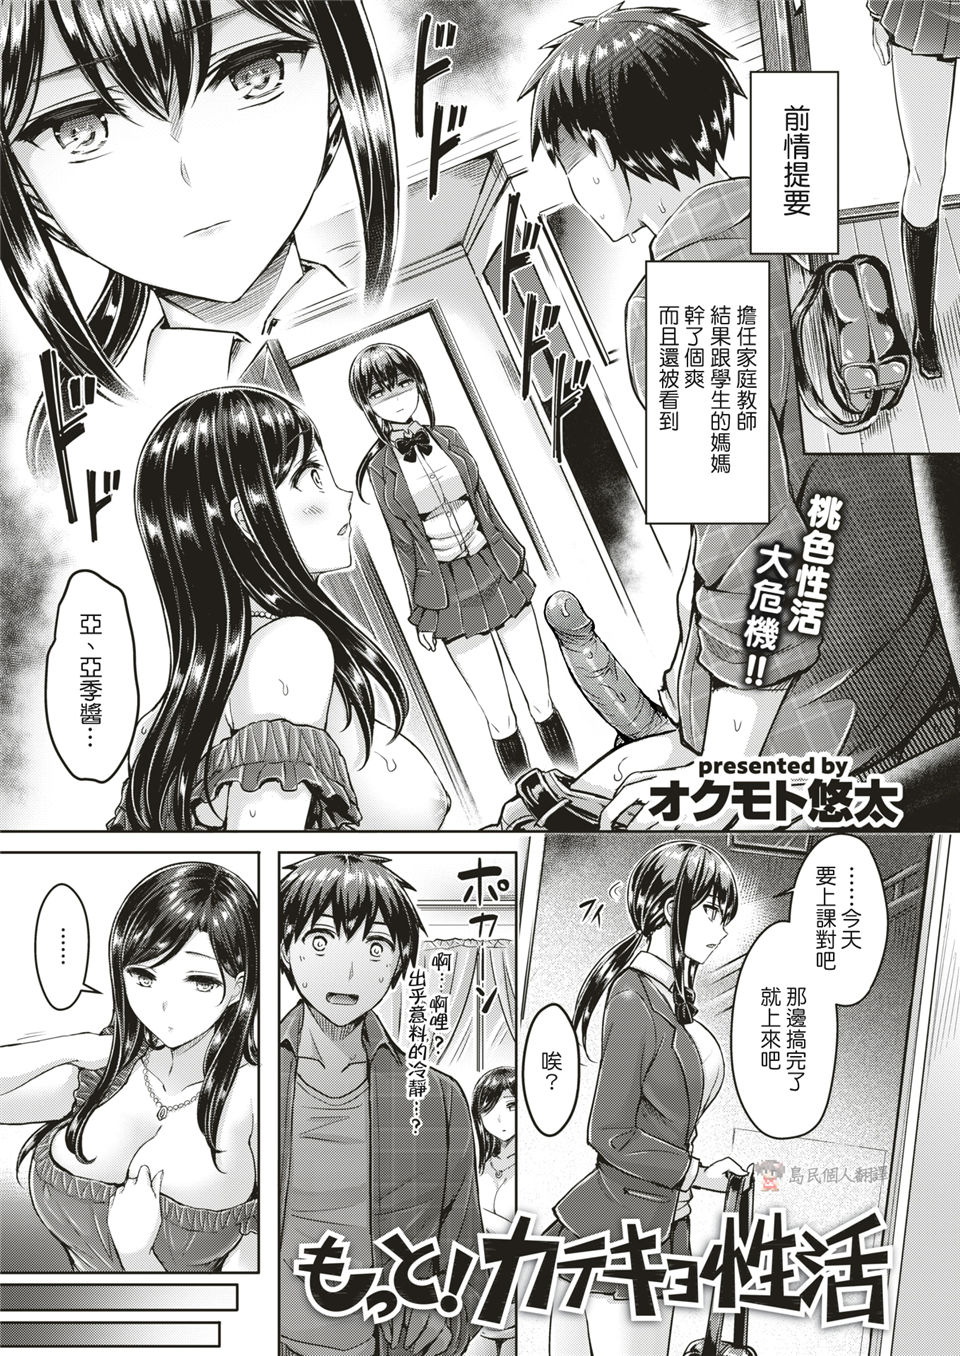 前情提要
擔任家庭教師
結果跟學生的媽媽
幹了個爽
而且還被看到
ドド
ドド
桃色性活
大危機!!
亞、亞季醬…
presented by
オクモト悠太
……今天
要上課對吧
那邊搞完了
就上來吧
唉？
ポカーン
啊…啊哩？
出乎意料的冷靜…？
……
島民個人翻譯
もっと!カテキョ性活